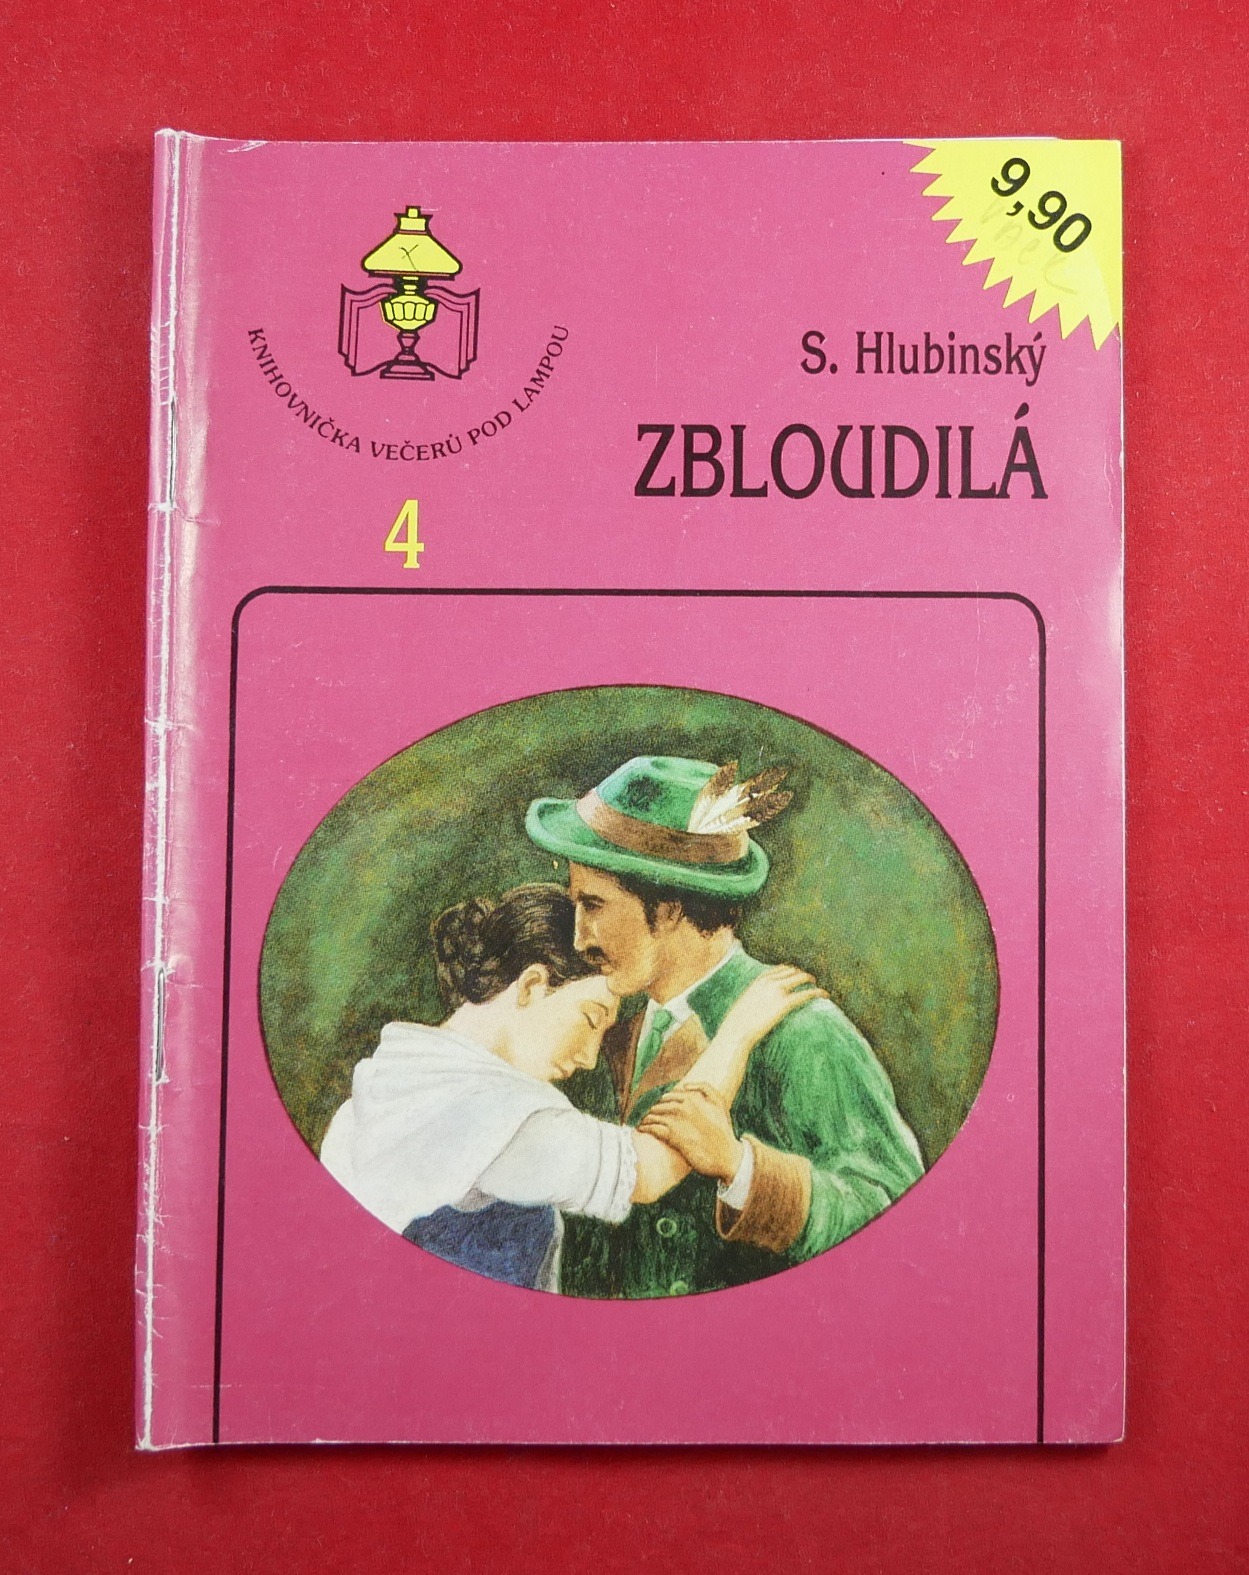 9,90
KNIHOVNIČKA VEČERŮ POD LAMPOU
4
S. Hlubinský
ZBLOUDILÁ